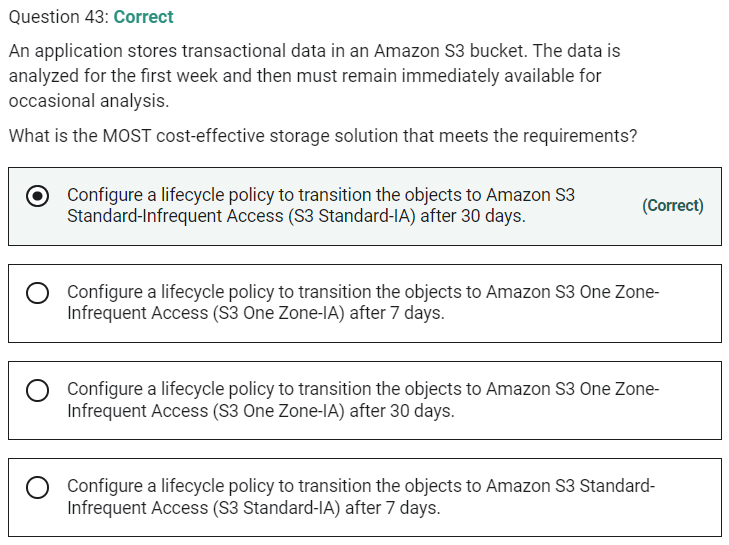 Question 43: Correct
An application stores transactional data in an Amazon S3 bucket. The data is
analyzed for the first week and then must remain immediately available for
occasional analysis.
What is the MOST cost-effective storage solution that meets the requirements?
Configure a lifecycle policy to transition the objects to Amazon S3
Standard-Infrequent Access (S3 Standard-IA) after 30 days.
(Correct)
Configure a lifecycle policy to transition the objects to Amazon S3 One Zone-
Infrequent Access (S3 One Zone-IA) after 7 days.
Configure a lifecycle policy to transition the objects to Amazon S3 One Zone-
Infrequent Access (S3 One Zone-IA) after 30 days.
Configure a lifecycle policy to transition the objects to Amazon S3 Standard-
Infrequent Access (S3 Standard-IA) after 7 days.